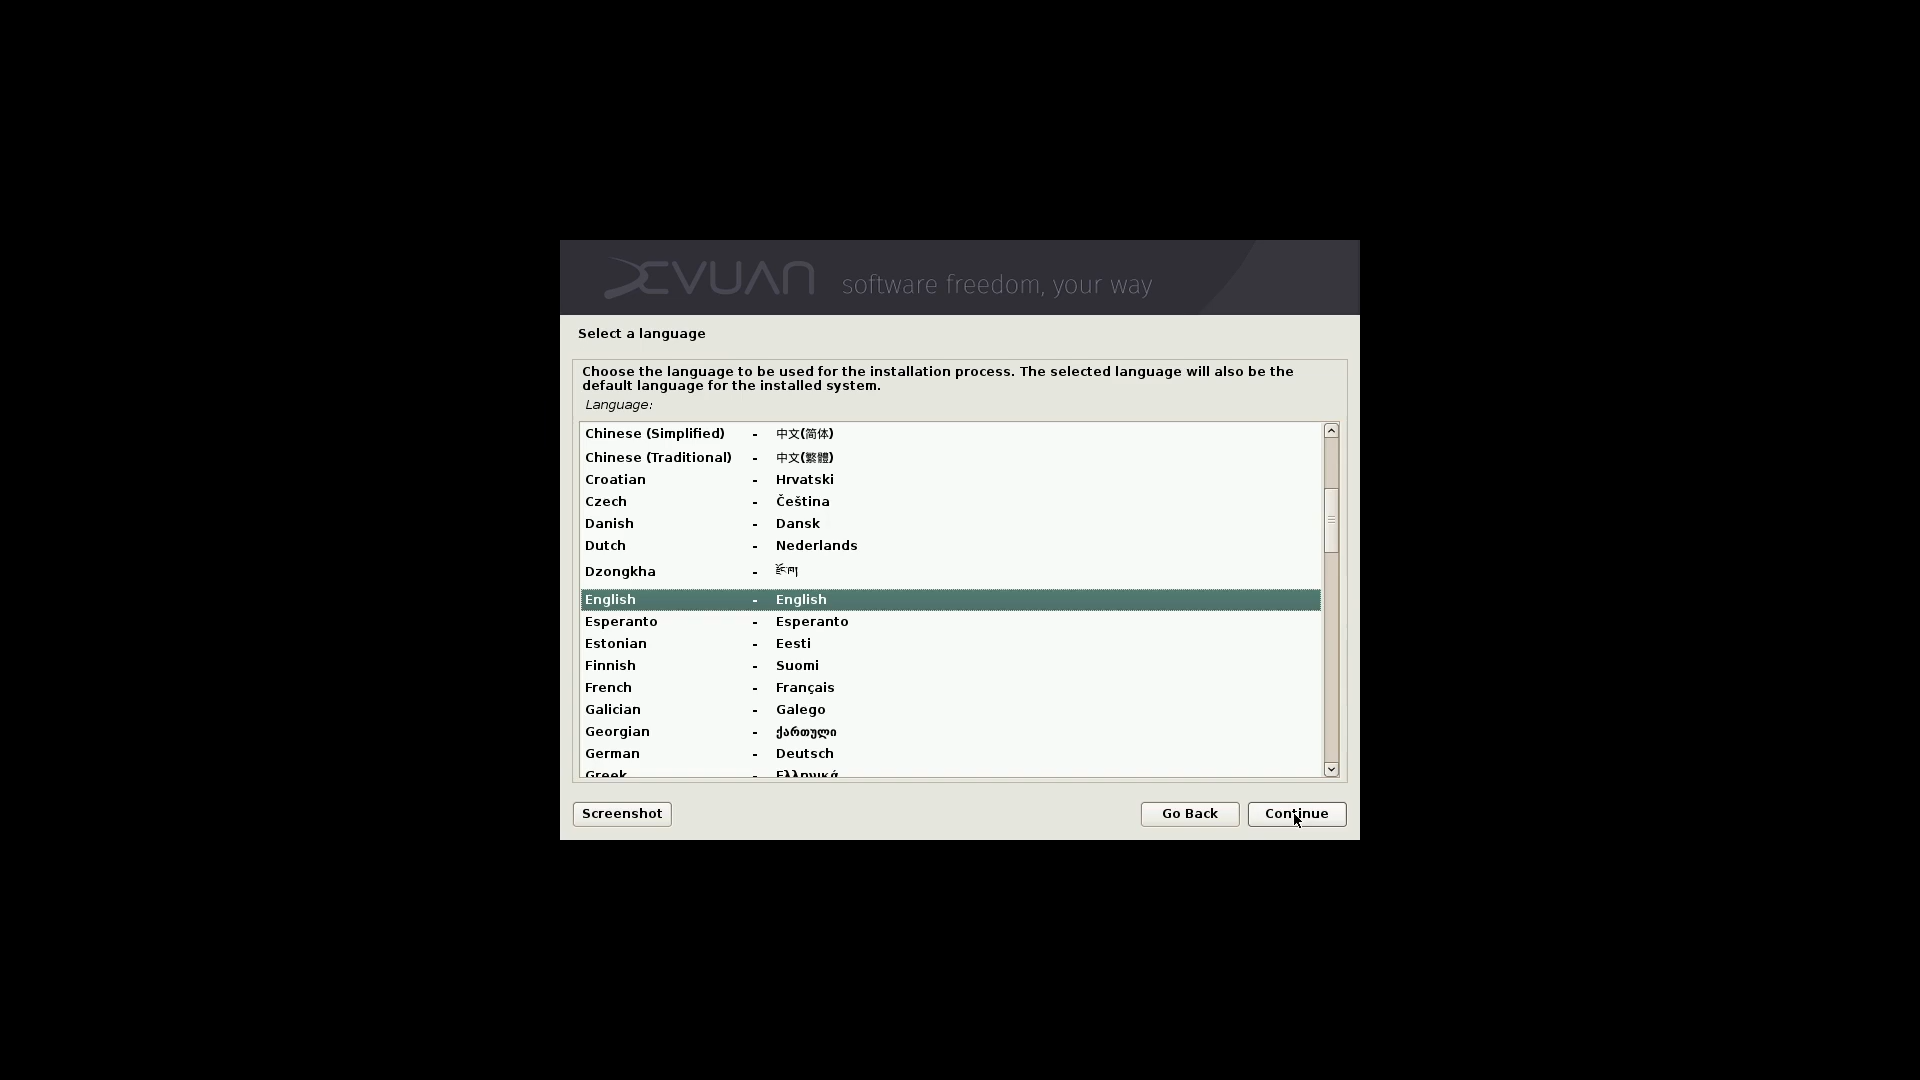 DEVUAN software freedom, your way
Select a language
Choose the language to be used for the installation process. The selected language will also be the
default language for the installed system.
Language:
Chinese (Simplified) - 中文(简体)
Chinese (Traditional) - 中文(繁體)
Croatian - Hrvatski
Czech - Čeština
Danish - Dansk
Dutch - Nederlands
Dzongkha - རྫོང་ཁ།
English - English
Esperanto - Esperanto
Estonian - Eesti
Finnish - Suomi
French - Français
Galician - Galego
Georgian - ქართული
German - Deutsch
Greek - Ελληνικά
Screenshot Go Back Continue